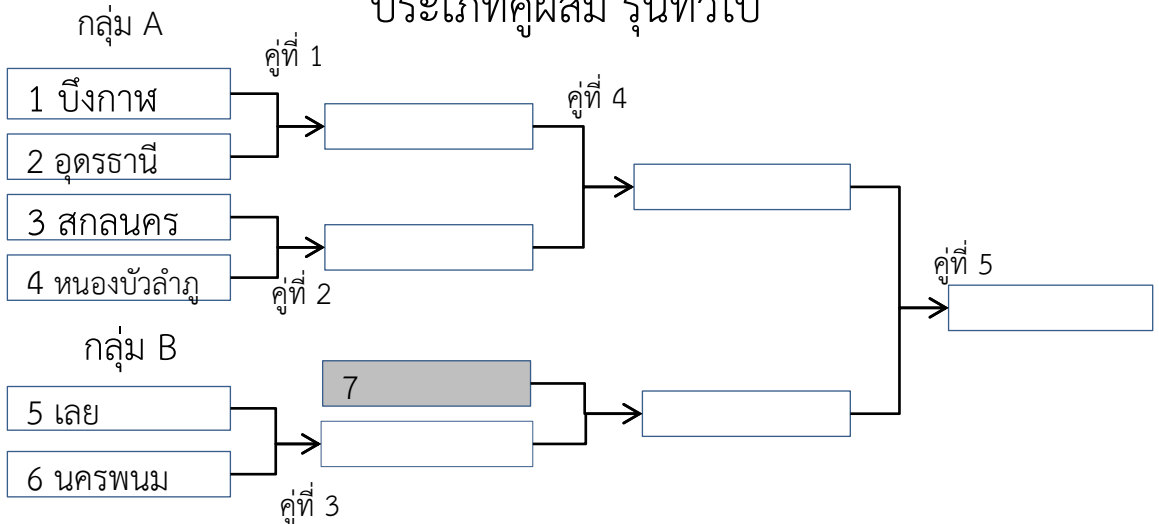 ประเภทคู่ผสม รุ่นทั่วไป
กลุ่ม A
คู่ที่ 1
1 บึงกาฬ
คู่ที่ 4
2 อุดรธานี
3 สกลนคร
4 หนองบัวลำภู
คู่ที่ 2
คู่ที่ 5
กลุ่ม B
7
5 เลย
6 นครพนม
คู่ที่ 3